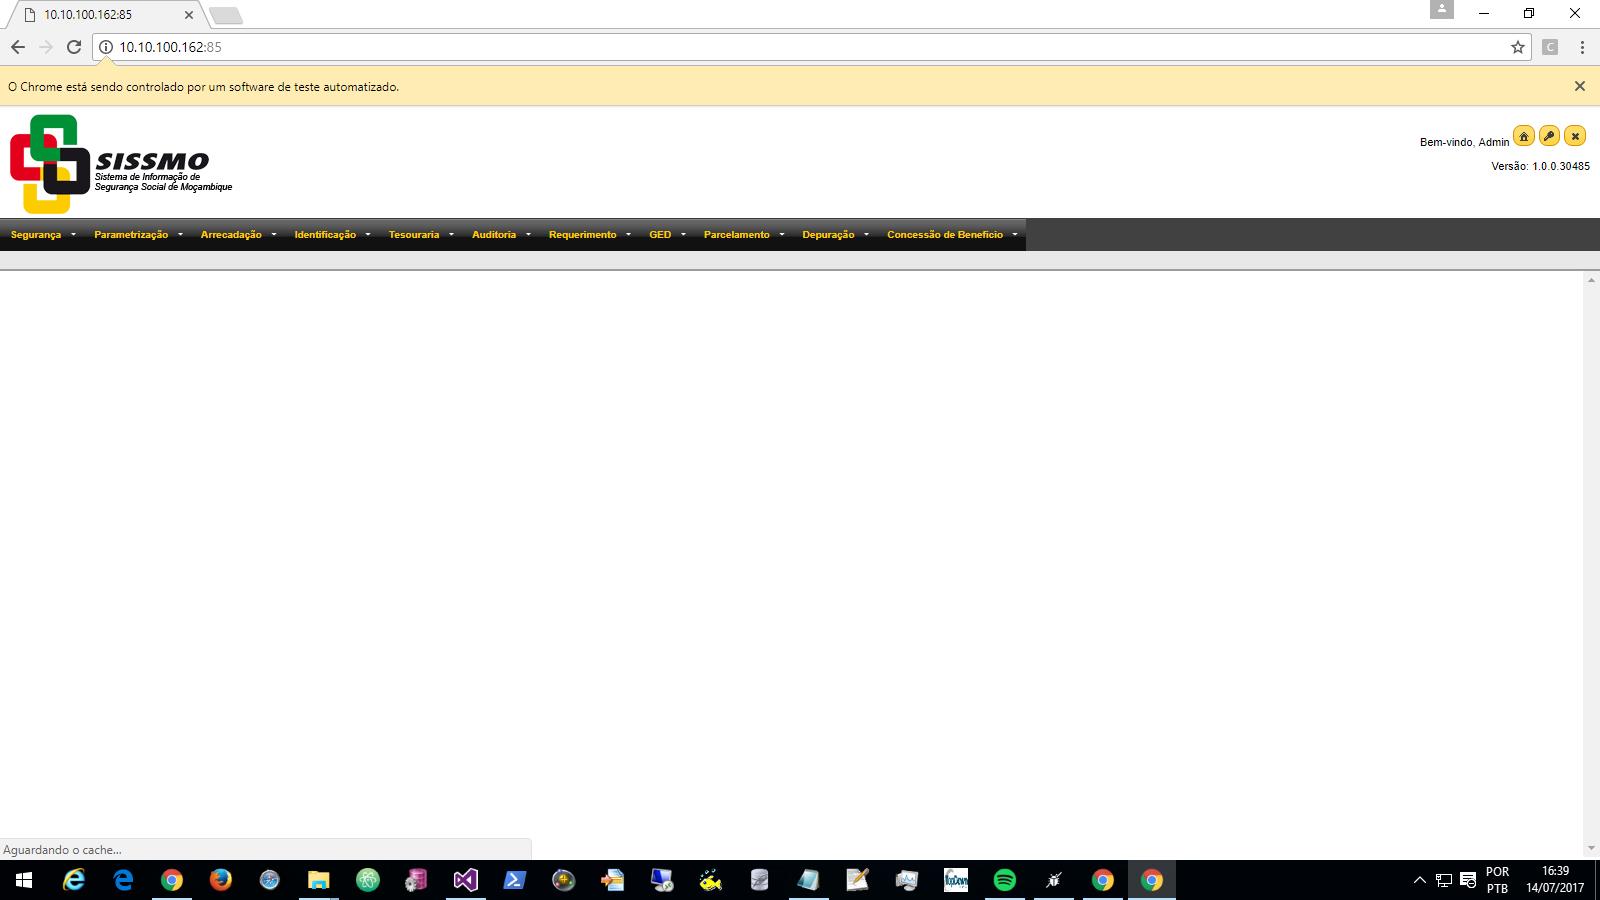 10.10.100.162:85
10.10.100.162:85
C
O Chrome está sendo controlado por um software de teste automatizado.
SISSMO
Sistema de Informação de
Segurança Social de Moçambique
Bem-vindo, Admin
Versão: 1.0.0.30485
Segurança Parametrização Arrecadação Identificação Tesouraria Auditoria Requerimento GED Parcelamento Depuração Concessão de Benefício
Aguardando o cache...
POR
PTB
16:39
14/07/2017